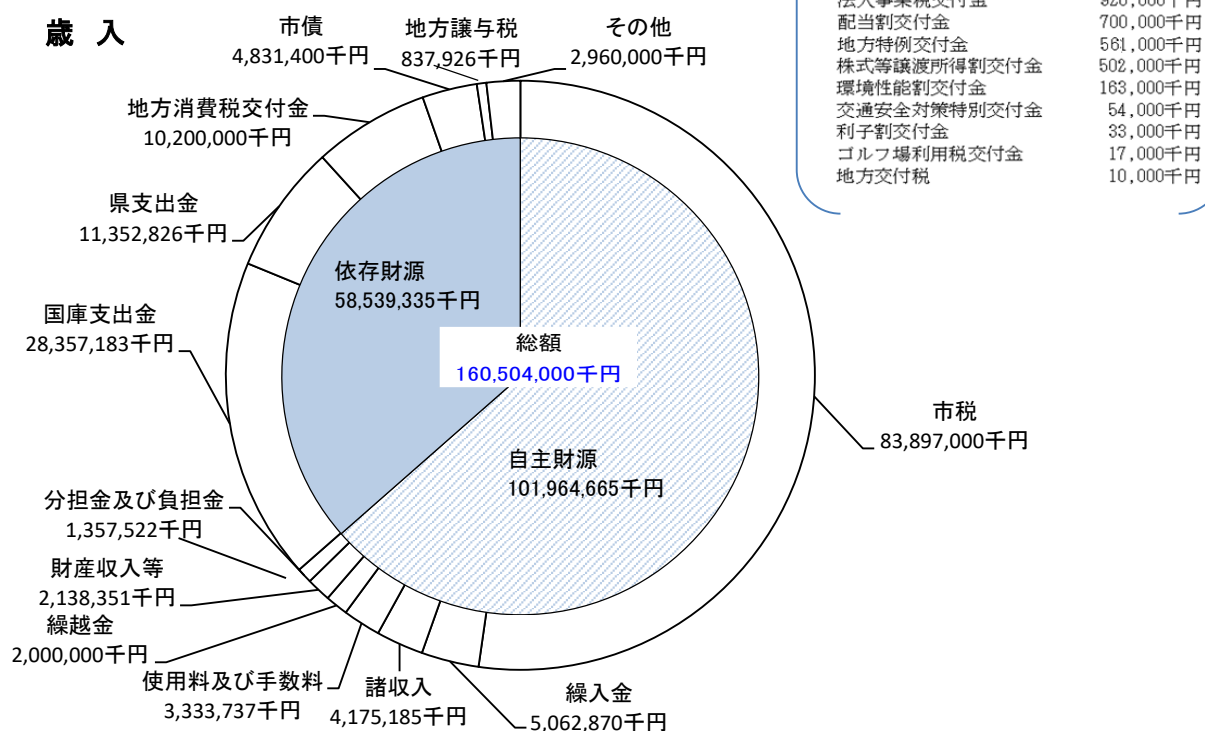 歳 入
市債
4,831,400千円
地方譲与税
837,926千円
その他
2,960,000千円
地方消費税交付金
10,200,000千円
県支出金
11,352,826千円
国庫支出金
28,357,183千円
依存財源
58,539,335千円
総額
160,504,000千円
自主財源
101,964,665千円
市税
83,897,000千円
分担金及び負担金
1,357,522千円
財産収入等
2,138,351千円
繰越金
2,000,000千円
使用料及び手数料
3,333,737千円
諸収入
4,175,185千円
繰入金
5,062,870千円
法人事業税交付金 920,000千円
配当割交付金 700,000千円
地方特例交付金 561,000千円
株式等譲渡所得割交付金 502,000千円
環境性能割交付金 163,000千円
交通安全対策特別交付金 54,000千円
利子割交付金 33,000千円
ゴルフ場利用税交付金 17,000千円
地方交付税 10,000千円